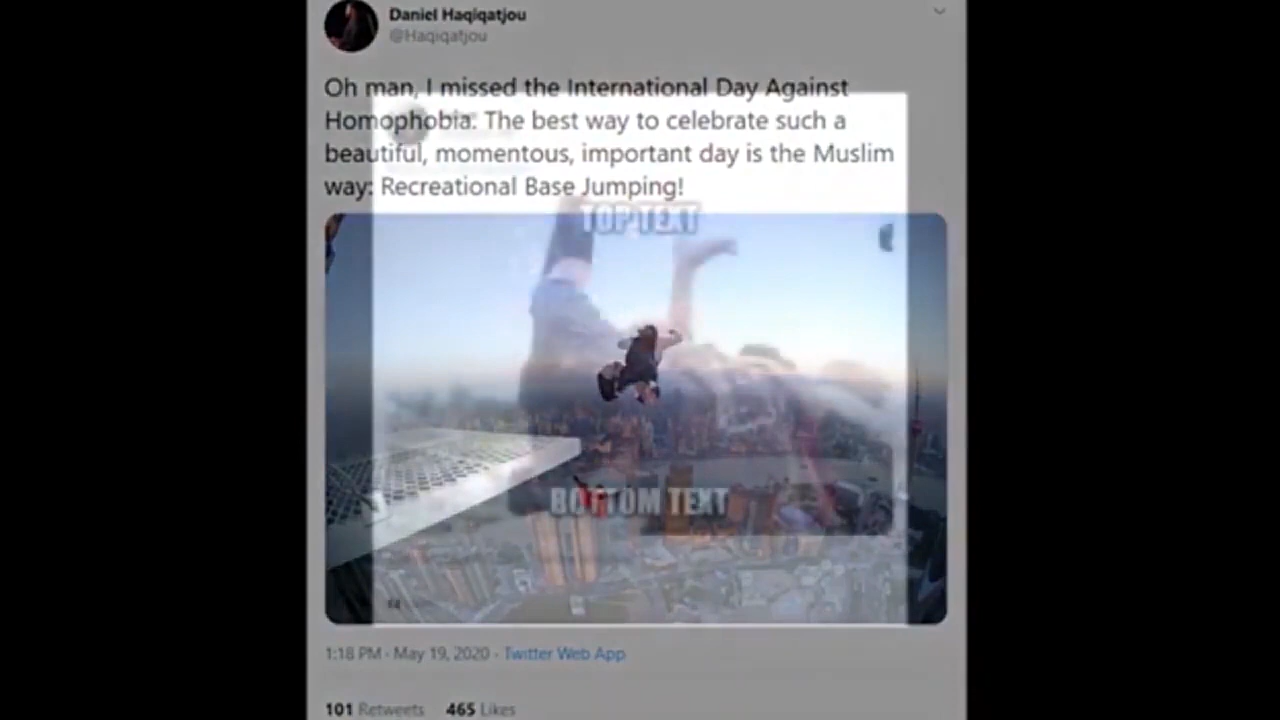 Daniel Haqiqatjou
@Haqiqatjou
Oh man, I missed the International Day Against
Homophobia. The best way to celebrate such a
beautiful, momentous, important day is the Muslim
way: Recreational Base Jumping!
TOP TEXT
BOTTOM TEXT
1:18 PM · May 19, 2020 · Twitter Web App
101 Retweets 465 Likes